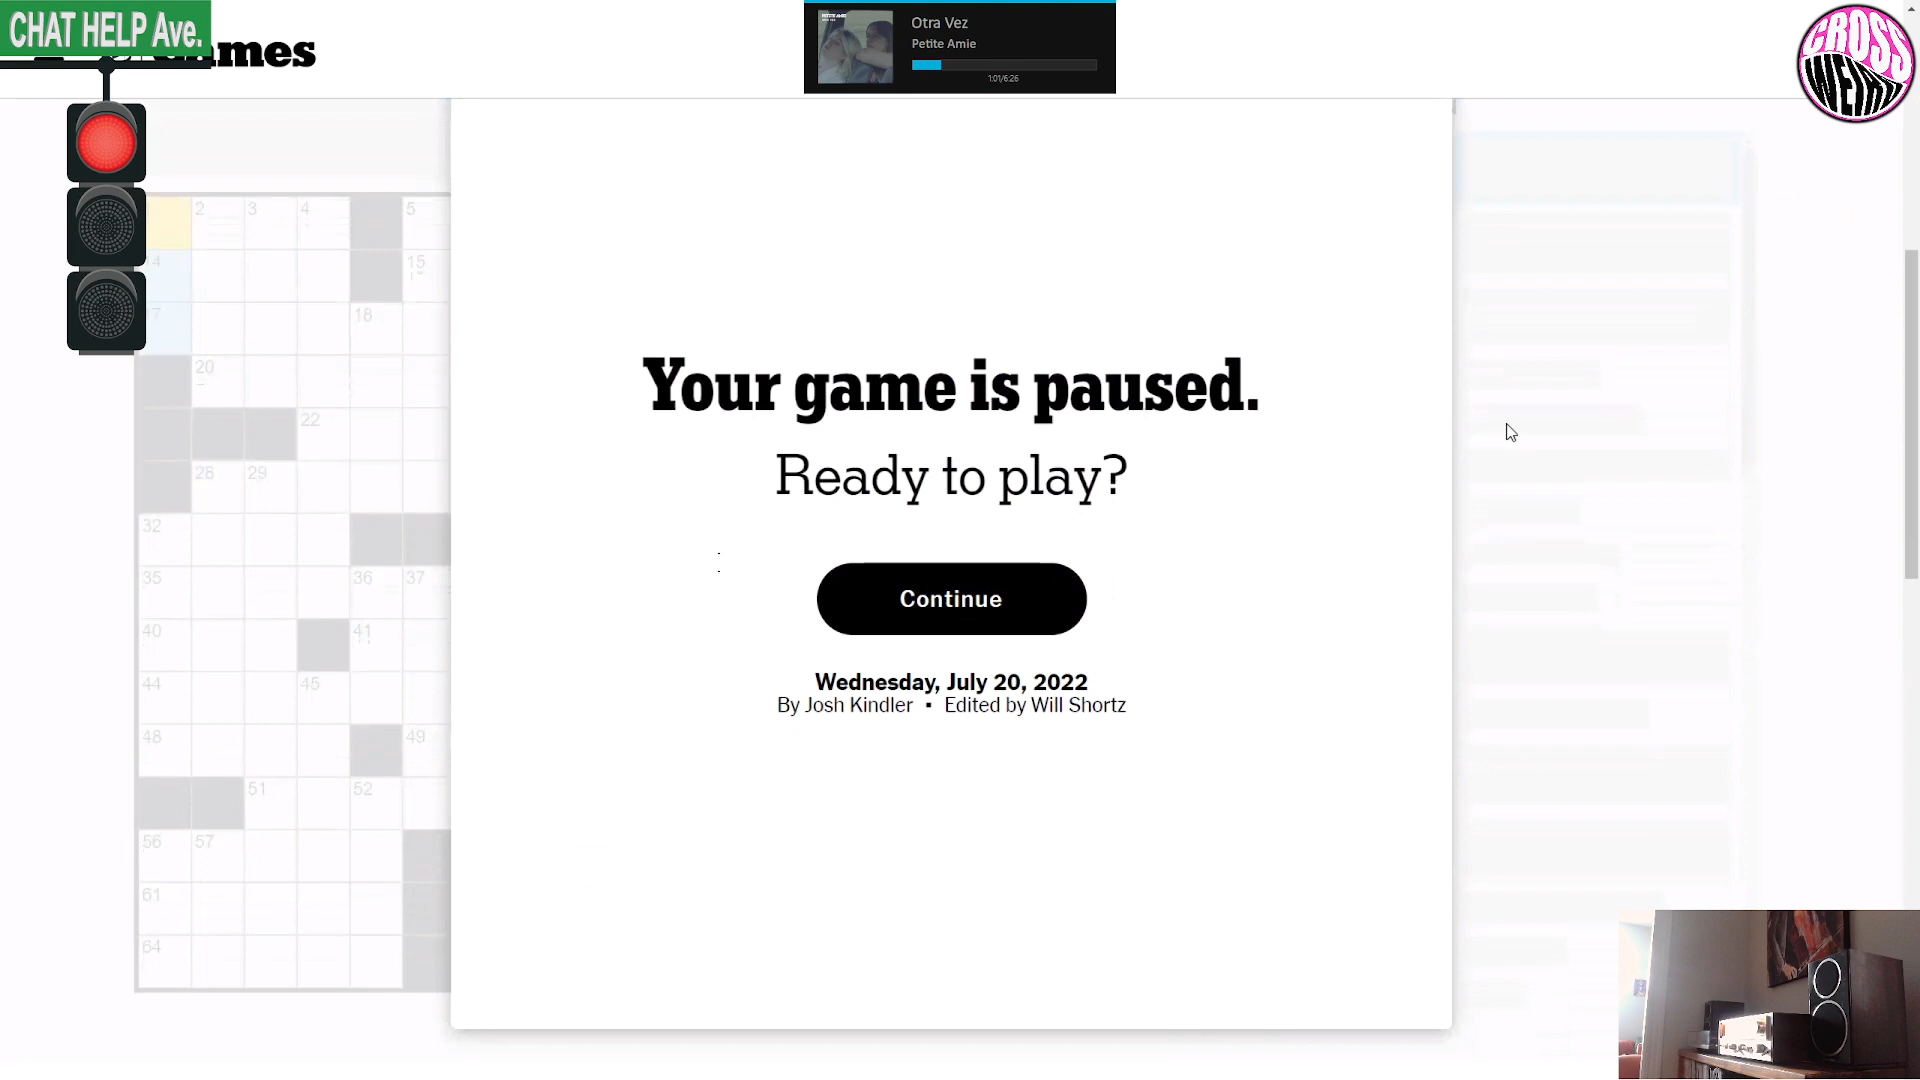 CHAT HELP Ave.
ames
Otra Vez
Petite Amie
1:01/6:26
CROSS
WEIRD
2 3 4 5
15
18
20
22
28 29
32
35 36 37
40 41
44 45
48 49
51 52
56 57
61
64
Your game is paused.
Ready to play?
Continue
Wednesday, July 20, 2022
By Josh Kindler ▪ Edited by Will Shortz